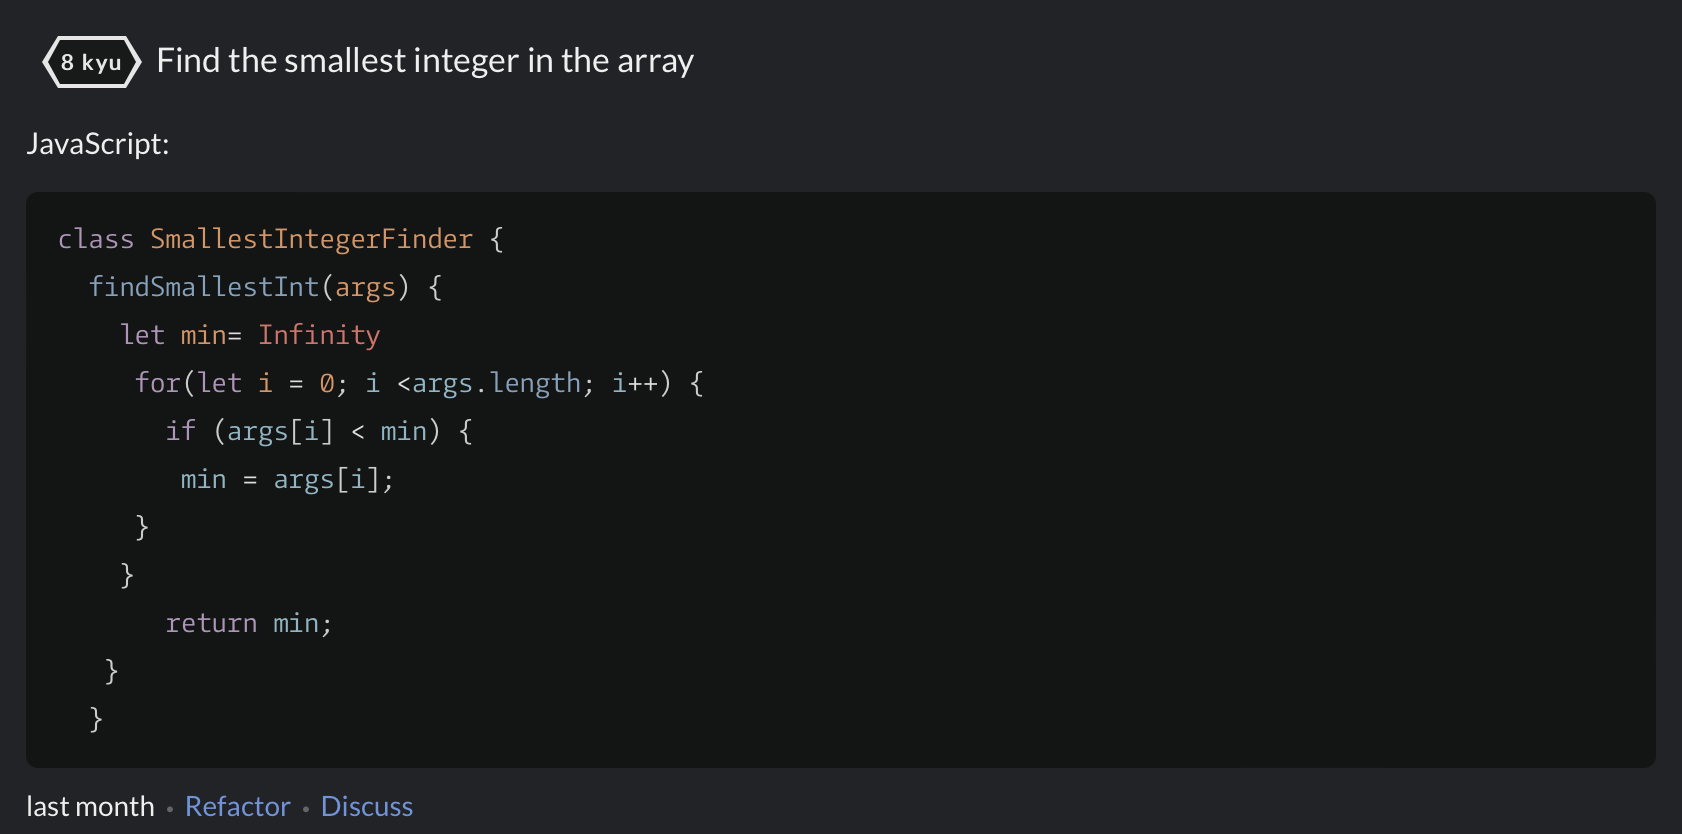 8 kyu Find the smallest integer in the array
JavaScript:
class SmallestIntegerFinder {
  findSmallestInt(args) {
    let min= Infinity
     for(let i = 0; i <args.length; i++) {
       if (args[i] < min) {
        min = args[i];
     }
    }
       return min;
   }
  }
last month • Refactor • Discuss